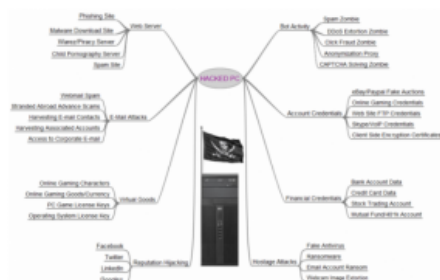 HACKED PC
Web Server
Phishing Site
Malware Download Site
Warez/Piracy Server
Child Pornography Server
Spam Site
E-Mail Attacks
Webmail Spam
Stranded Abroad Advance Scams
Harvesting E-mail Contacts
Harvesting Associated Accounts
Access to Corporate E-mail
Virtual Goods
Online Gaming Characters
Online Gaming Goods/Currency
PC Game License Keys
Operating System License Key
Reputation Hijacking
Facebook
Twitter
LinkedIn
Bot Activity
Spam Zombie
DDoS Extortion Zombie
Click Fraud Zombie
Anonymization Proxy
CAPTCHA Solving Zombie
Account Credentials
eBay/Paypal Fake Auctions
Online Gaming Credentials
Web Site FTP Credentials
Skype/VoIP Credentials
Client Side Encryption Certificates
Financial Credentials
Bank Account Data
Credit Card Data
Stock Trading Account
Mutual Fund/401k Account
Hostage Attacks
Fake Antivirus
Ransomware
Email Account Ransom
Webcam Image Extortion